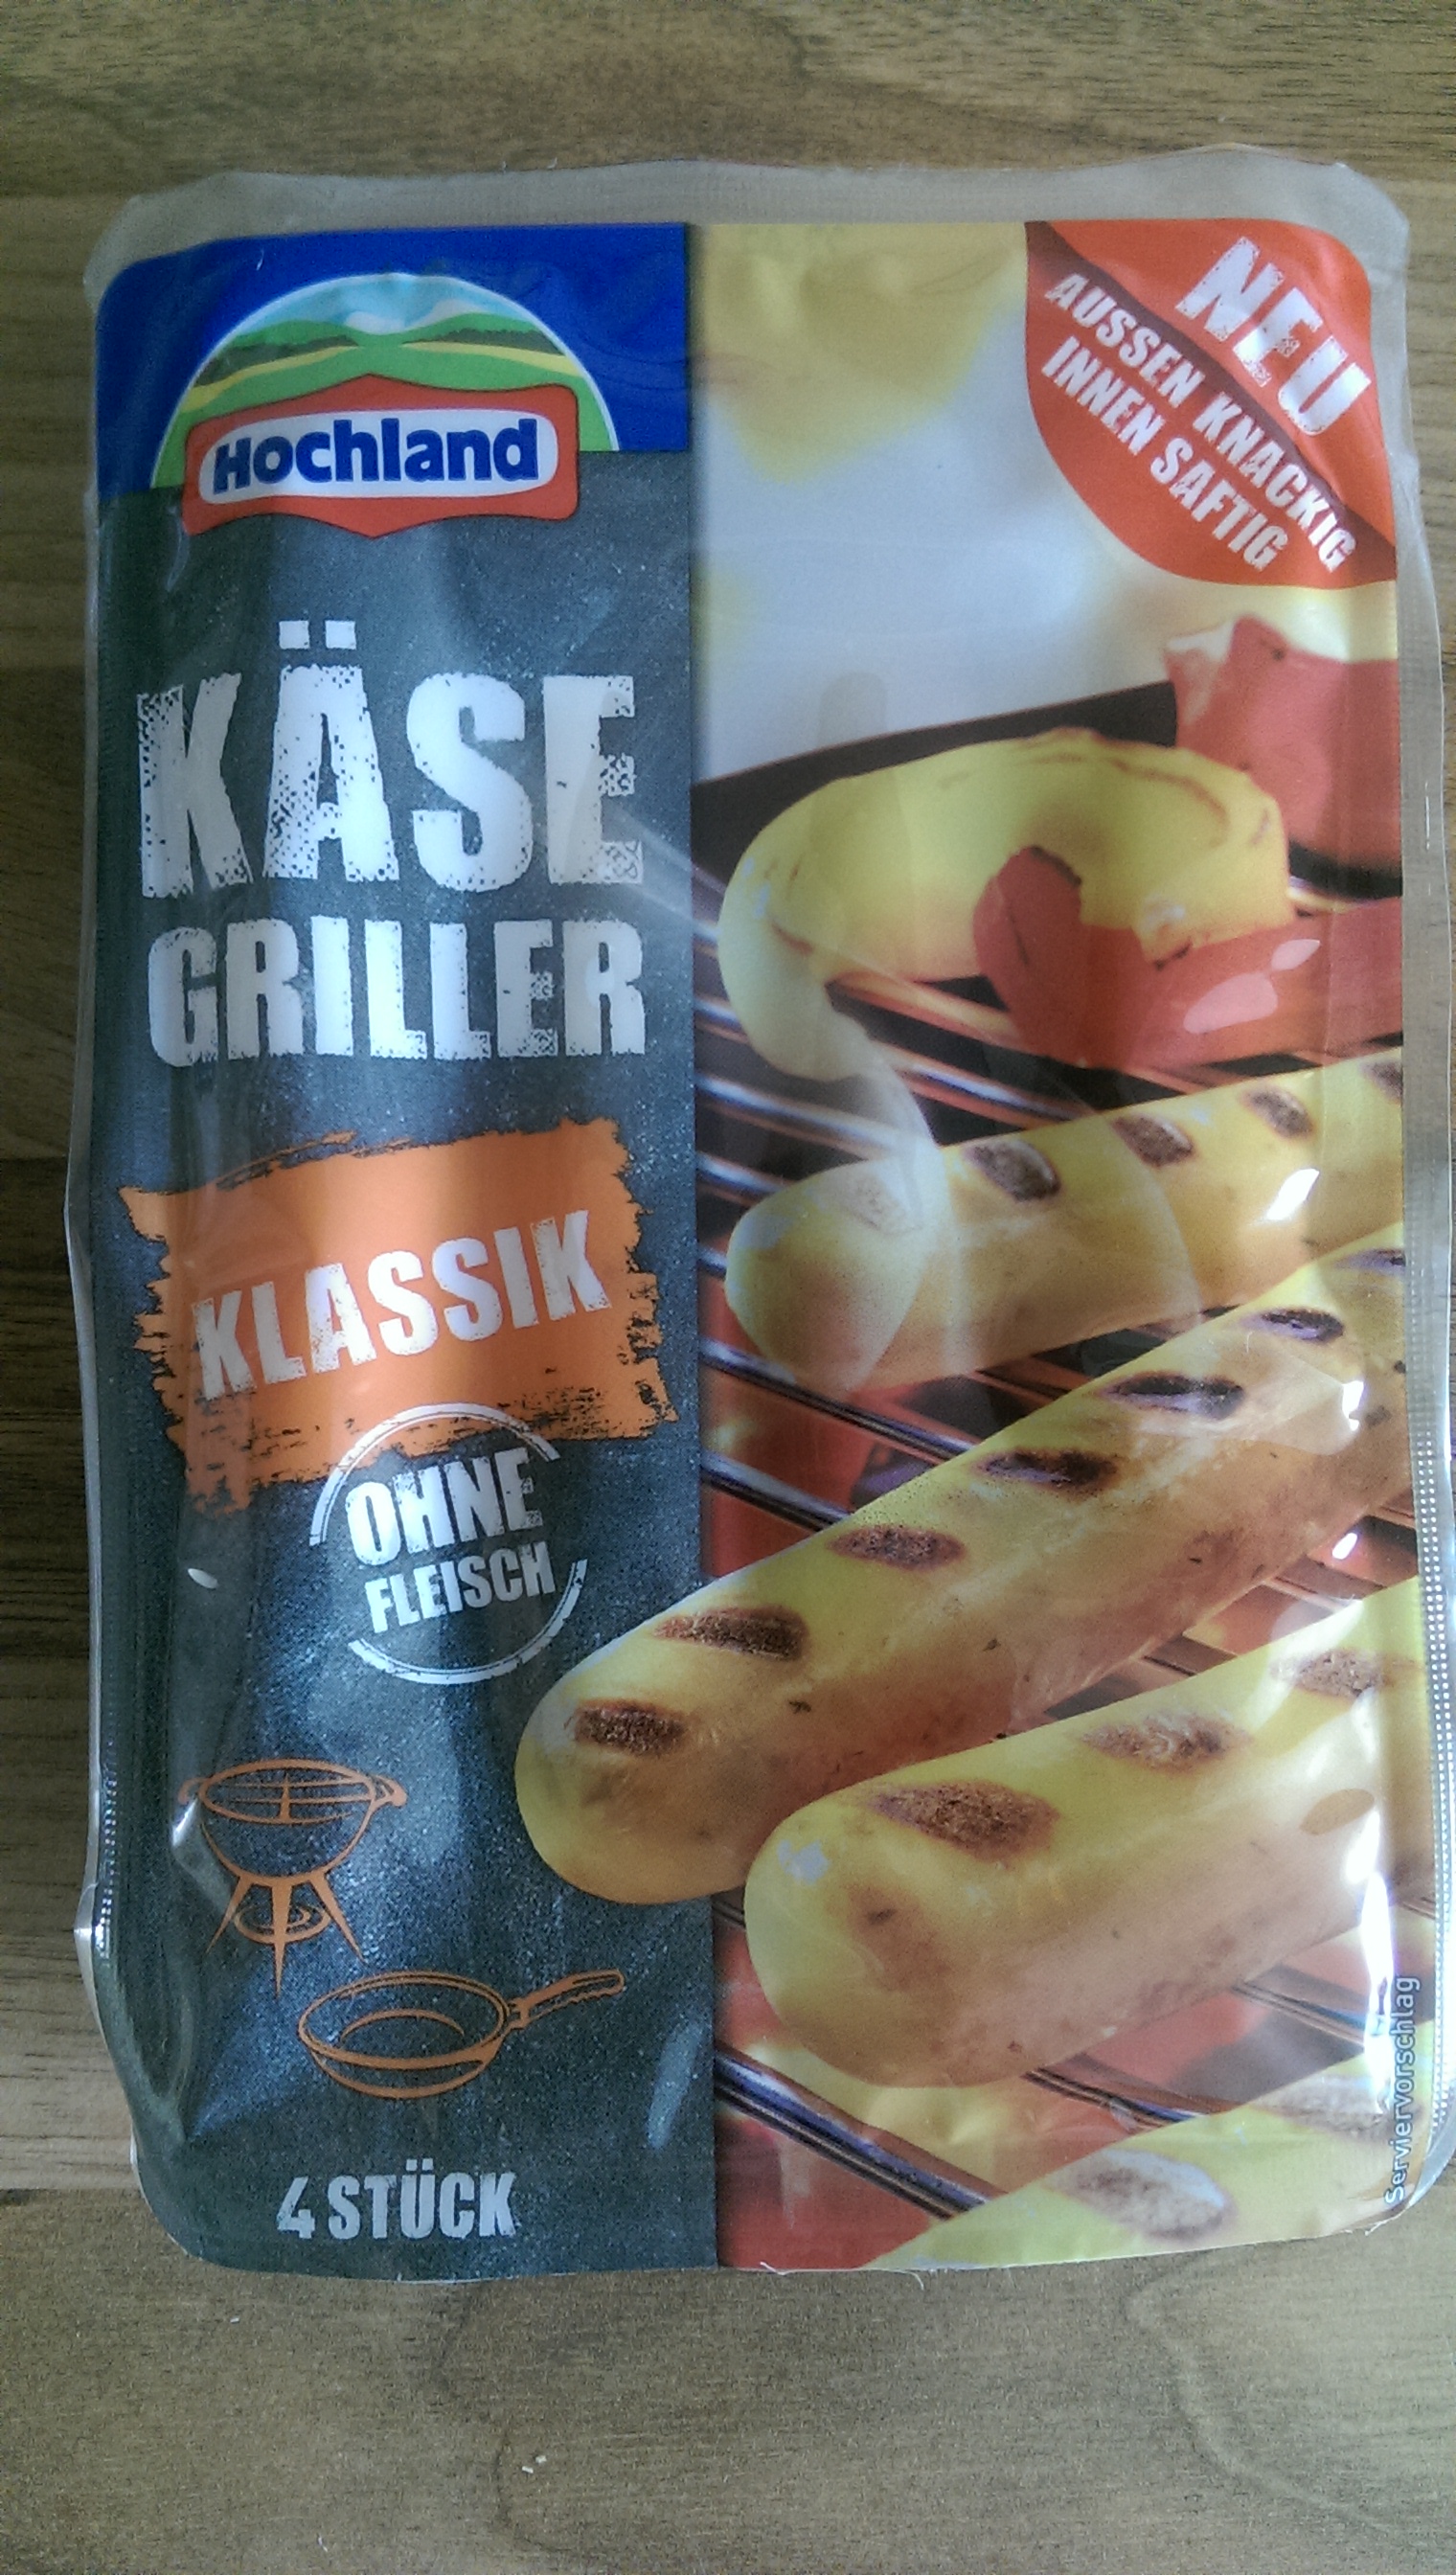 Hochland
NEU
AUSSEN KNACKIG
INNEN SAFTIG
KÄSE
GRILLER
KLASSIK
OHNE
FLEISCH
4 STÜCK
Serviervorschlag